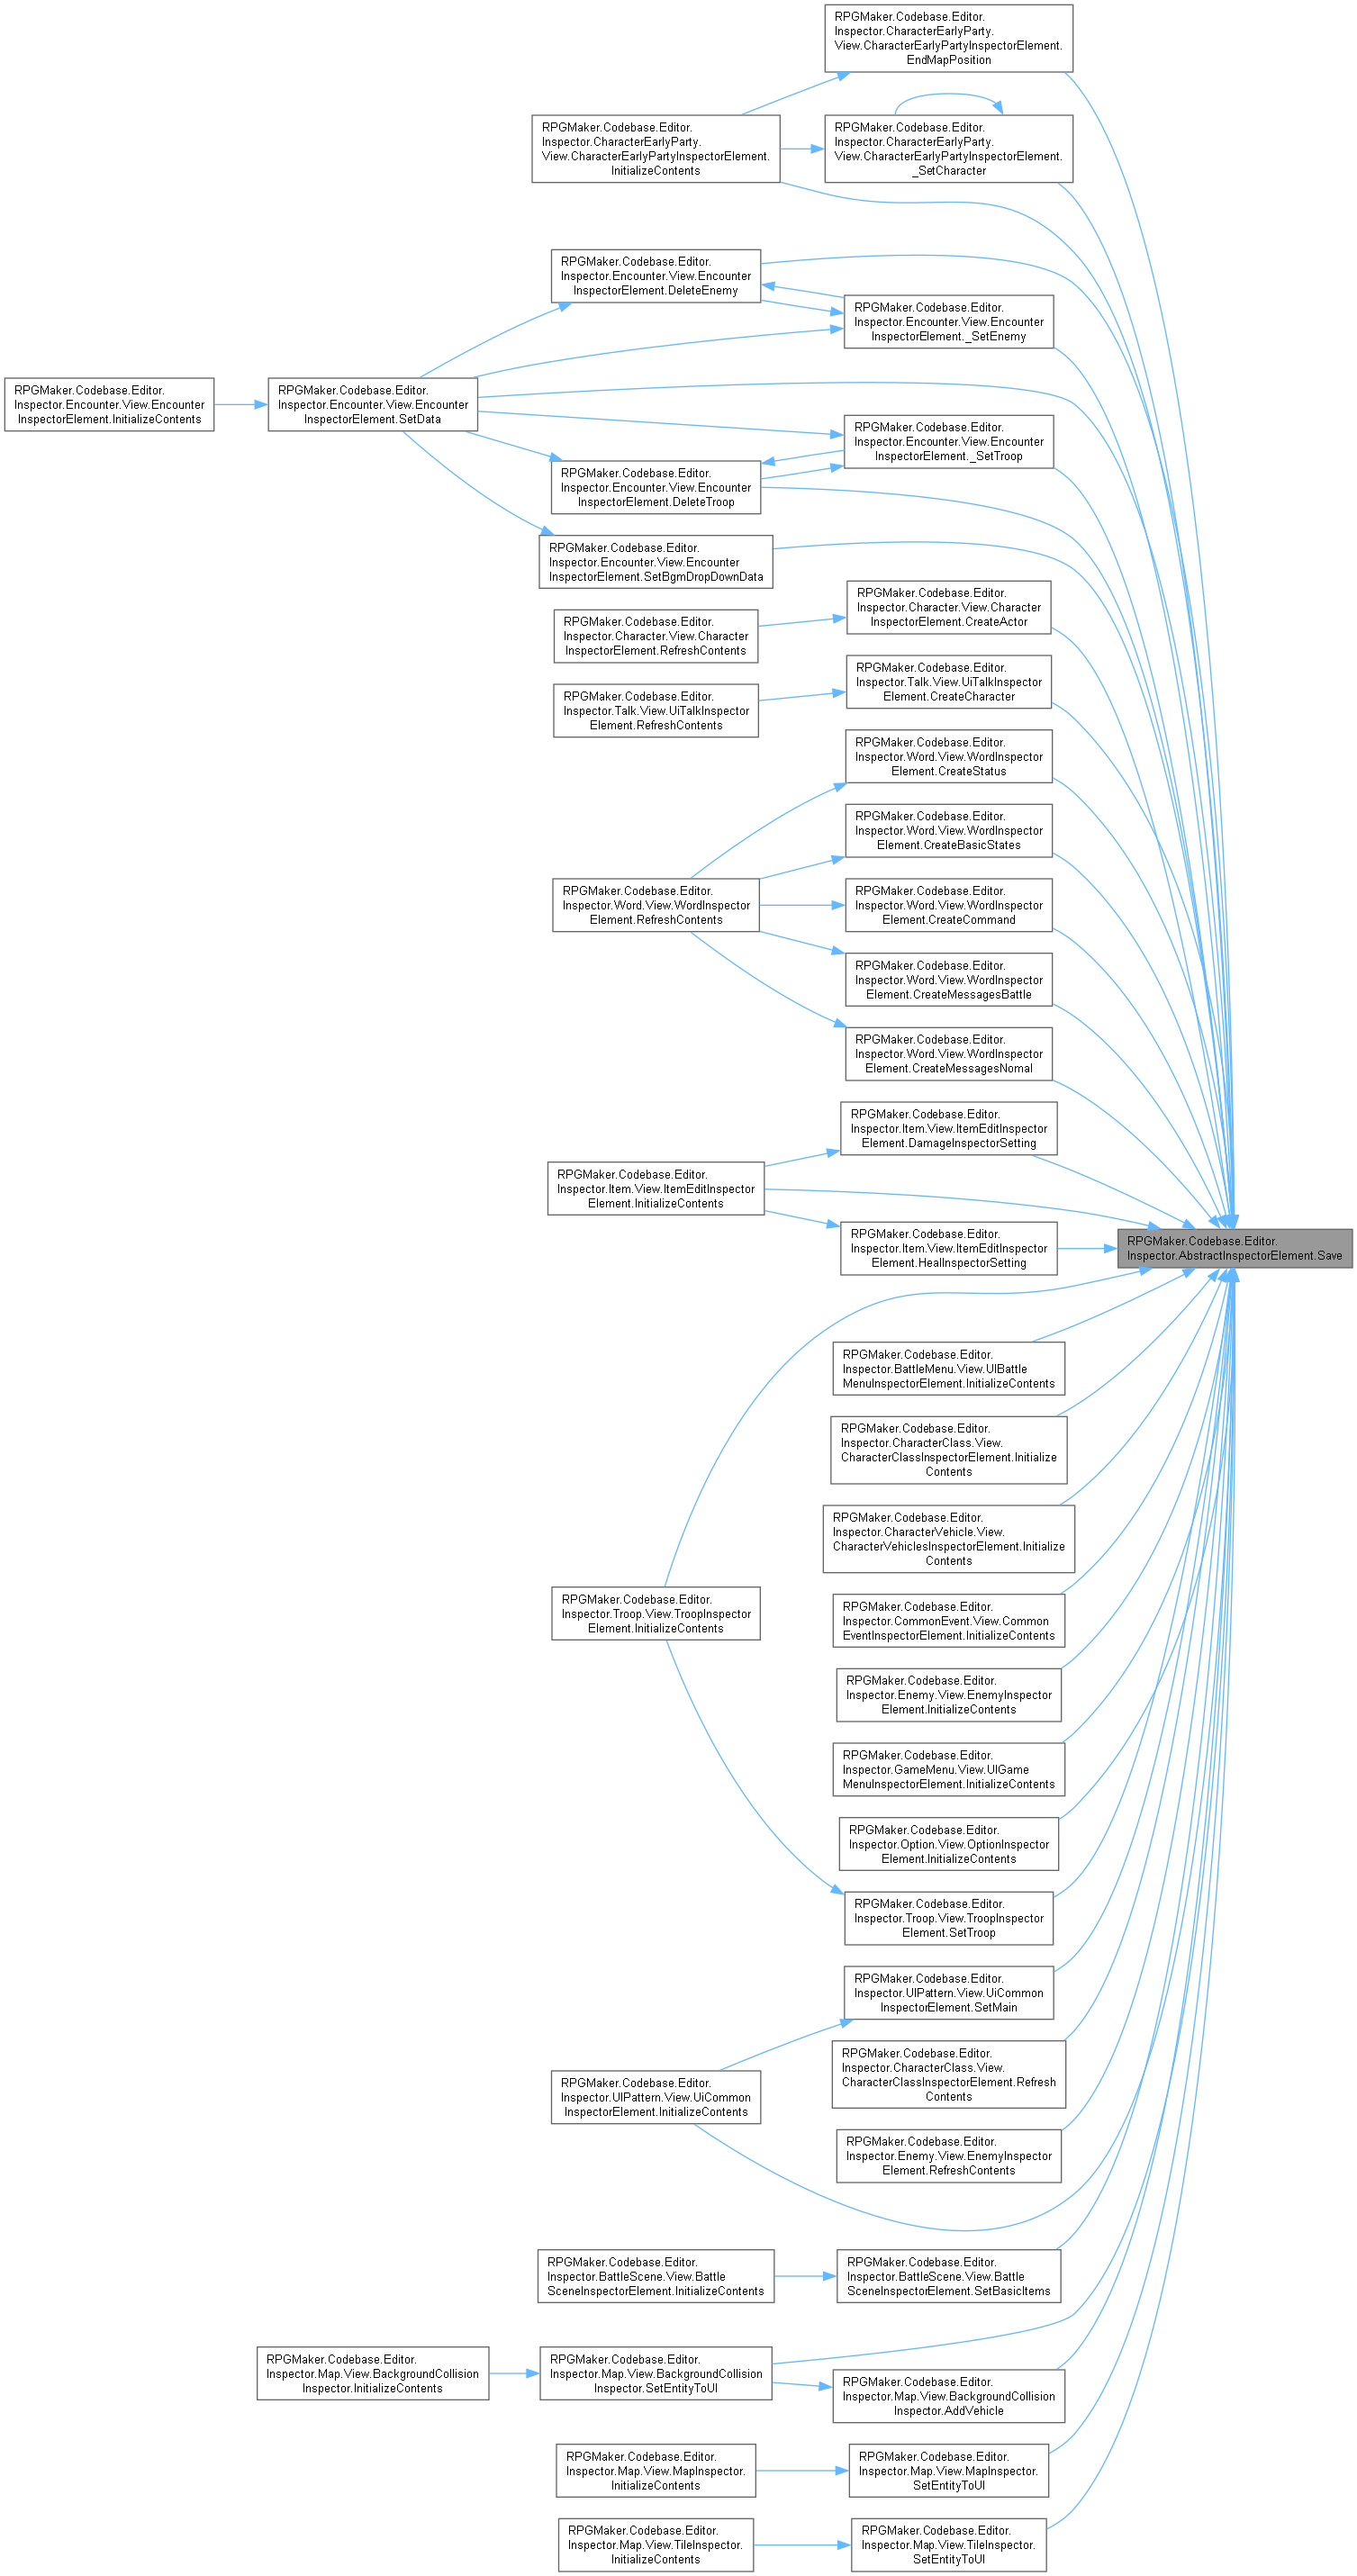 RPGMaker.Codebase.Editor.
Inspector.CharacterEarlyParty.
View.CharacterEarlyPartyInspectorElement.
EndMapPosition
RPGMaker.Codebase.Editor.
Inspector.CharacterEarlyParty.
View.CharacterEarlyPartyInspectorElement.
InitializeContents
RPGMaker.Codebase.Editor.
Inspector.CharacterEarlyParty.
View.CharacterEarlyPartyInspectorElement.
_SetCharacter
RPGMaker.Codebase.Editor.
Inspector.Encounter.View.Encounter
InspectorElement.DeleteEnemy
RPGMaker.Codebase.Editor.
Inspector.Encounter.View.Encounter
InspectorElement._SetEnemy
RPGMaker.Codebase.Editor.
Inspector.Encounter.View.Encounter
InspectorElement.InitializeContents
RPGMaker.Codebase.Editor.
Inspector.Encounter.View.Encounter
InspectorElement.SetData
RPGMaker.Codebase.Editor.
Inspector.Encounter.View.Encounter
InspectorElement._SetTroop
RPGMaker.Codebase.Editor.
Inspector.Encounter.View.Encounter
InspectorElement.DeleteTroop
RPGMaker.Codebase.Editor.
Inspector.Encounter.View.Encounter
InspectorElement.SetBgmDropDownData
RPGMaker.Codebase.Editor.
Inspector.Character.View.Character
InspectorElement.CreateActor
RPGMaker.Codebase.Editor.
Inspector.Character.View.Character
InspectorElement.RefreshContents
RPGMaker.Codebase.Editor.
Inspector.Talk.View.UiTalkInspector
Element.CreateCharacter
RPGMaker.Codebase.Editor.
Inspector.Talk.View.UiTalkInspector
Element.RefreshContents
RPGMaker.Codebase.Editor.
Inspector.Word.View.WordInspector
Element.CreateStatus
RPGMaker.Codebase.Editor.
Inspector.Word.View.WordInspector
Element.CreateBasicStates
RPGMaker.Codebase.Editor.
Inspector.Word.View.WordInspector
Element.RefreshContents
RPGMaker.Codebase.Editor.
Inspector.Word.View.WordInspector
Element.CreateCommand
RPGMaker.Codebase.Editor.
Inspector.Word.View.WordInspector
Element.CreateMessagesBattle
RPGMaker.Codebase.Editor.
Inspector.Word.View.WordInspector
Element.CreateMessagesNomal
RPGMaker.Codebase.Editor.
Inspector.Item.View.ItemEditInspector
Element.DamageInspectorSetting
RPGMaker.Codebase.Editor.
Inspector.Item.View.ItemEditInspector
Element.InitializeContents
RPGMaker.Codebase.Editor.
Inspector.Item.View.ItemEditInspector
Element.HealInspectorSetting
RPGMaker.Codebase.Editor.
Inspector.AbstractInspectorElement.Save
RPGMaker.Codebase.Editor.
Inspector.BattleMenu.View.UIBattle
MenuInspectorElement.InitializeContents
RPGMaker.Codebase.Editor.
Inspector.CharacterClass.View.
CharacterClassInspectorElement.Initialize
Contents
RPGMaker.Codebase.Editor.
Inspector.CharacterVehicle.View.
CharacterVehiclesInspectorElement.Initialize
Contents
RPGMaker.Codebase.Editor.
Inspector.Troop.View.TroopInspector
Element.InitializeContents
RPGMaker.Codebase.Editor.
Inspector.CommonEvent.View.Common
EventInspectorElement.InitializeContents
RPGMaker.Codebase.Editor.
Inspector.Enemy.View.EnemyInspector
Element.InitializeContents
RPGMaker.Codebase.Editor.
Inspector.GameMenu.View.UIGame
MenuInspectorElement.InitializeContents
RPGMaker.Codebase.Editor.
Inspector.Option.View.OptionInspector
Element.InitializeContents
RPGMaker.Codebase.Editor.
Inspector.Troop.View.TroopInspector
Element.SetTroop
RPGMaker.Codebase.Editor.
Inspector.UIPattern.View.UiCommon
InspectorElement.SetMain
RPGMaker.Codebase.Editor.
Inspector.CharacterClass.View.
CharacterClassInspectorElement.Refresh
Contents
RPGMaker.Codebase.Editor.
Inspector.UIPattern.View.UiCommon
InspectorElement.InitializeContents
RPGMaker.Codebase.Editor.
Inspector.Enemy.View.EnemyInspector
Element.RefreshContents
RPGMaker.Codebase.Editor.
Inspector.BattleScene.View.Battle
SceneInspectorElement.InitializeContents
RPGMaker.Codebase.Editor.
Inspector.BattleScene.View.Battle
SceneInspectorElement.SetBasicItems
RPGMaker.Codebase.Editor.
Inspector.Map.View.BackgroundCollision
Inspector.InitializeContents
RPGMaker.Codebase.Editor.
Inspector.Map.View.BackgroundCollision
Inspector.SetEntityToUI
RPGMaker.Codebase.Editor.
Inspector.Map.View.BackgroundCollision
Inspector.AddVehicle
RPGMaker.Codebase.Editor.
Inspector.Map.View.MapInspector.
InitializeContents
RPGMaker.Codebase.Editor.
Inspector.Map.View.MapInspector.
SetEntityToUI
RPGMaker.Codebase.Editor.
Inspector.Map.View.TileInspector.
InitializeContents
RPGMaker.Codebase.Editor.
Inspector.Map.View.TileInspector.
SetEntityToUI